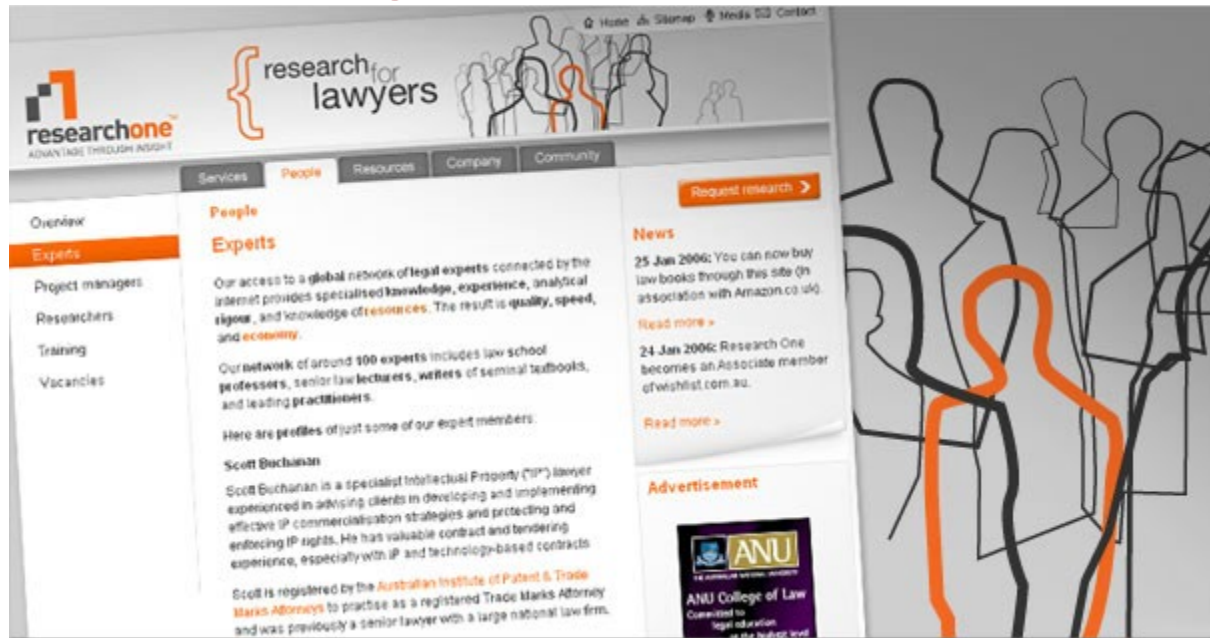 Home Sitemap Media Contact
research for
lawyers
researchone™
ADVANTAGE THROUGH INSIGHT
Services People Resources Company Community
Overview
Experts
Project managers
Researchers
Training
Vacancies
People
Experts
Our access to a global network of legal experts connected by the
internet provides specialised knowledge, experience, analytical
rigour, and knowledge of resources. The result is quality, speed,
and economy.
Our network of around 100 experts includes law school
professors, senior law lecturers, writers of seminal textbooks,
and leading practitioners.
Here are profiles of just some of our expert members:
Scott Buchanan
Scott Buchanan is a specialist Intellectual Property ("IP") lawyer
experienced in advising clients in developing and implementing
effective IP commercialisation strategies and protecting and
enforcing IP rights. He has valuable contract and tendering
experience, especially with IP and technology-based contracts
Scott is registered by the Australian Institute of Patent & Trade
Marks Attorneys to practise as a registered Trade Marks Attorney
and was previously a senior lawyer with a large national law firm.
Request research
News
25 Jan 2006: You can now buy
law books through this site (in
association with Amazon.co.uk).
Read more »
24 Jan 2006: Research One
becomes an Associate member
of wishlist.com.au.
Read more »
Advertisement
ANU
THE AUSTRALIAN NATIONAL UNIVERSITY
ANU College of Law
Committed to
legal education
at the highest level